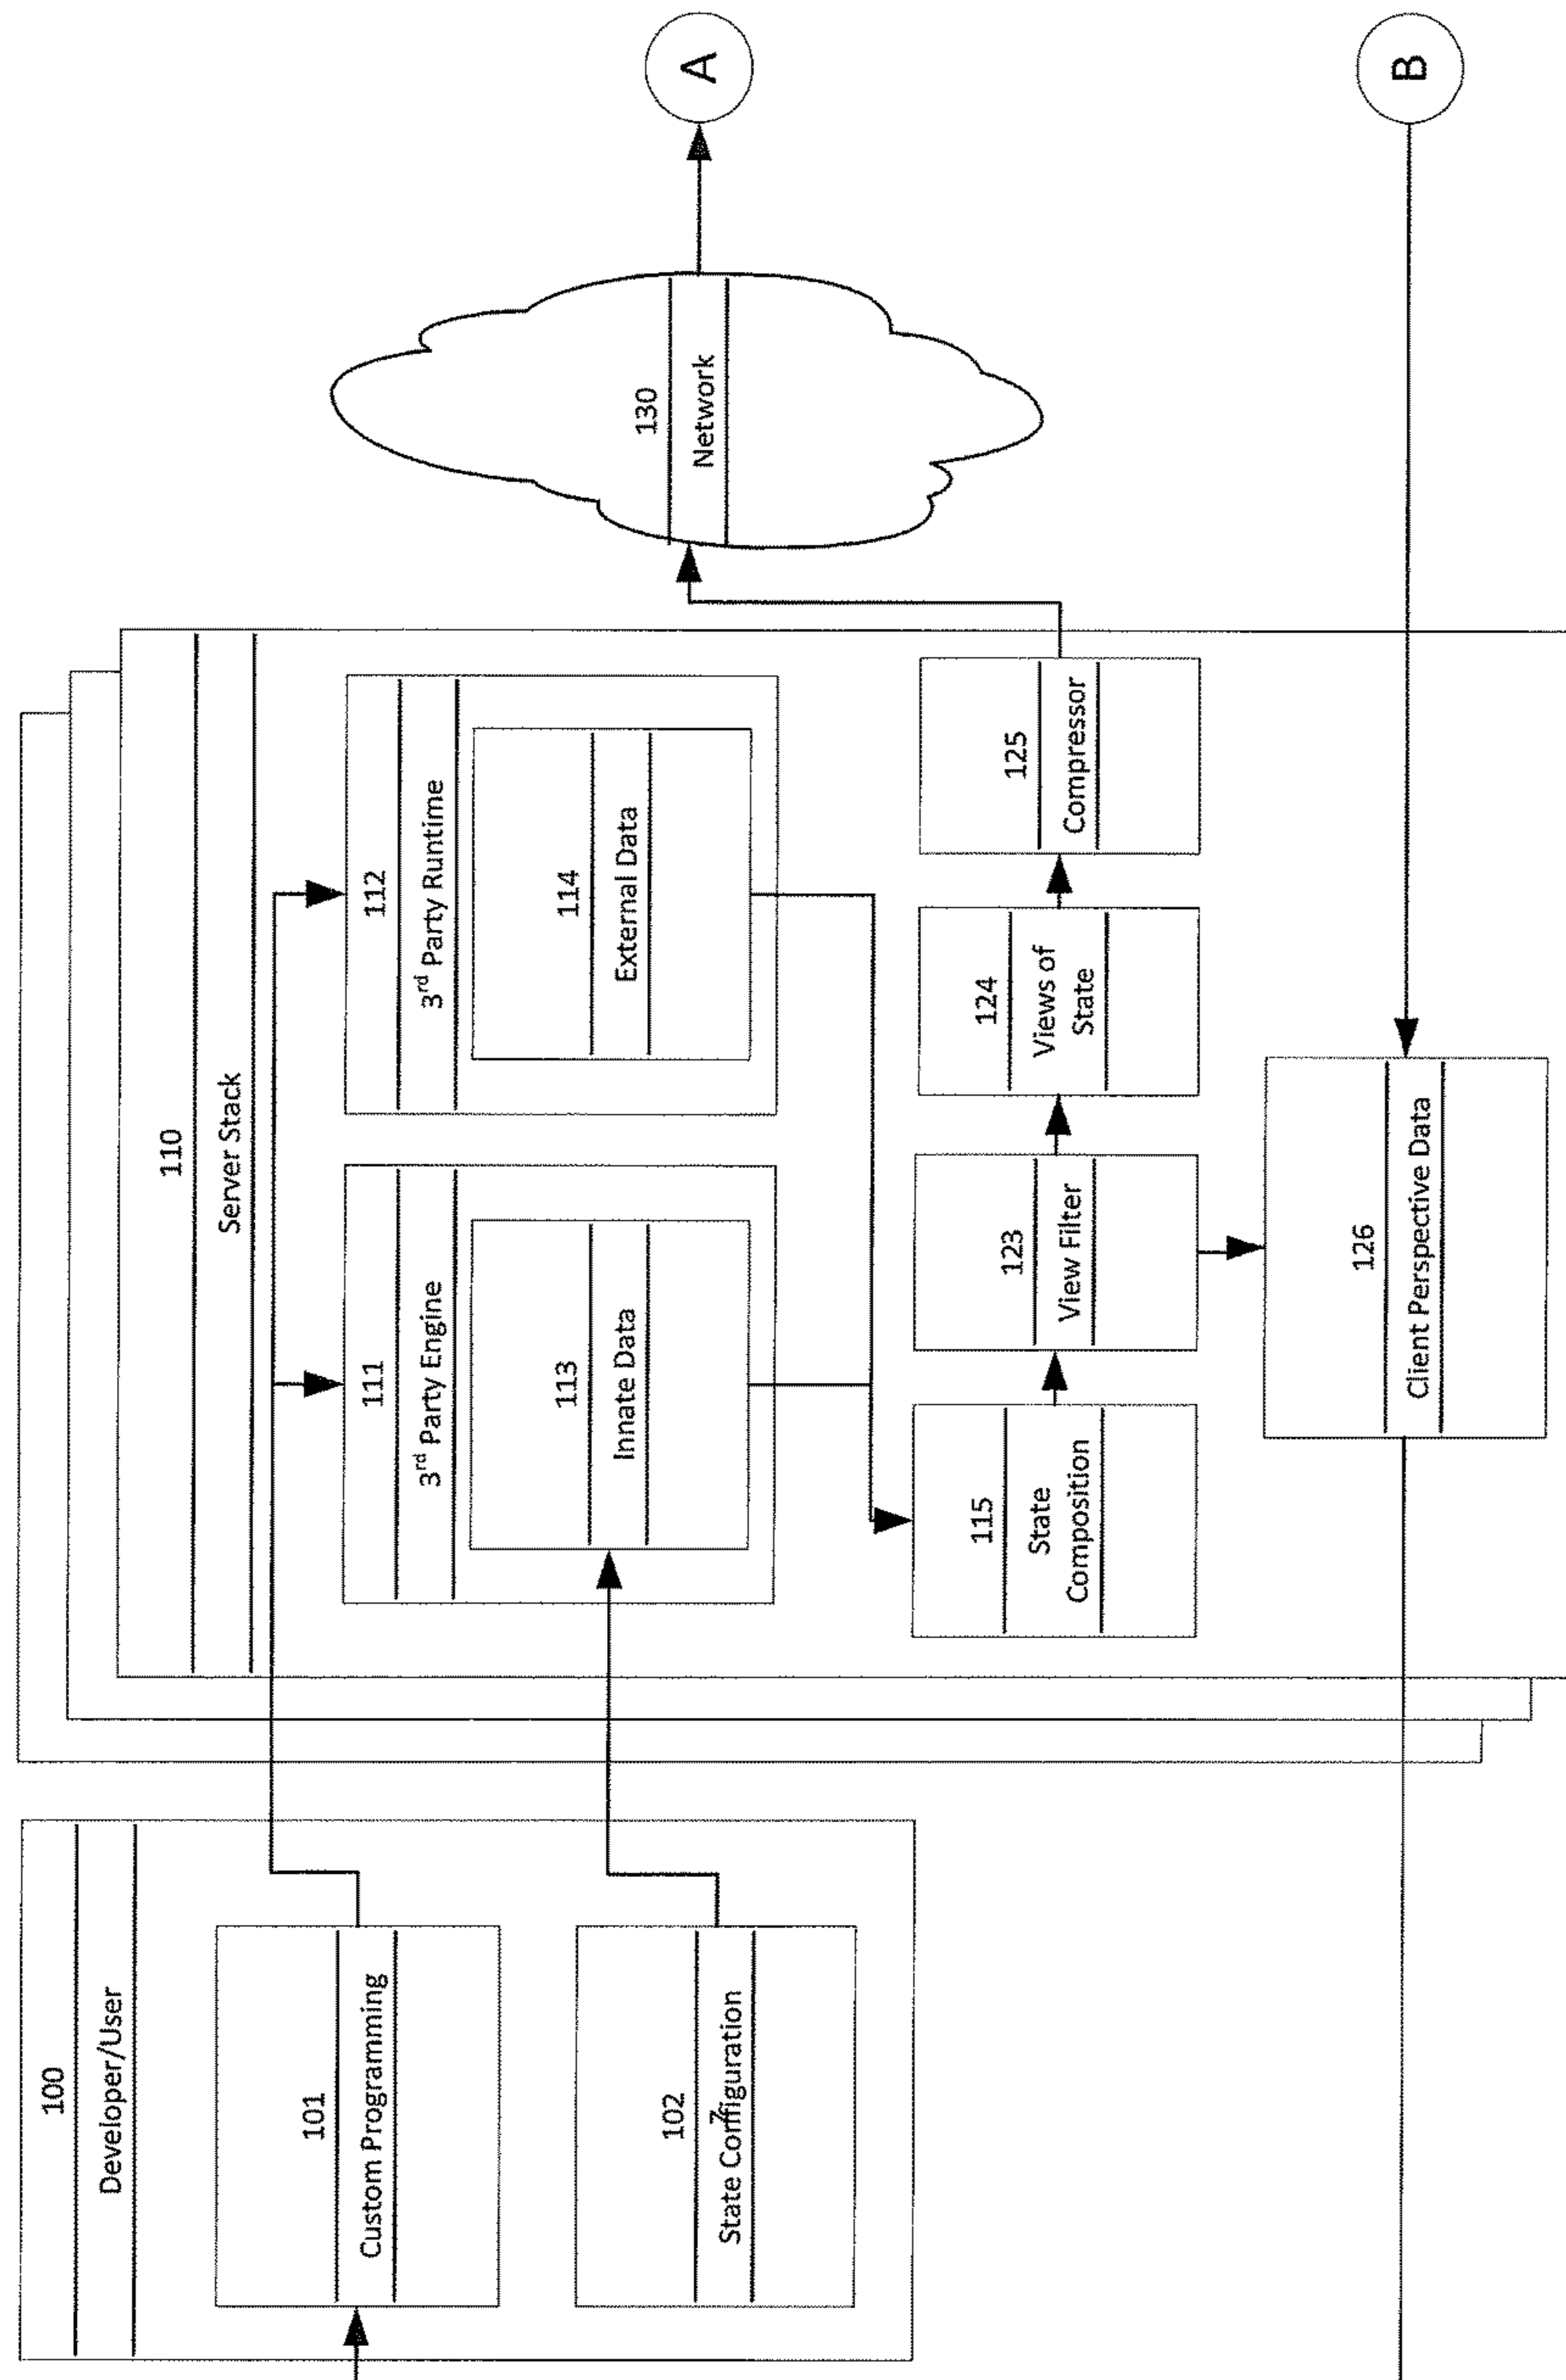 100
Developer/User
101
Custom Programming
102
State Configuration
Z
110
Server Stack
111
3rd Party Engine
113
Innate Data
112
3rd Party Runtime
114
External Data
115
State
Composition
123
View Filter
124
Views of
State
125
Compressor
126
Client Perspective Data
130
Network
A
B